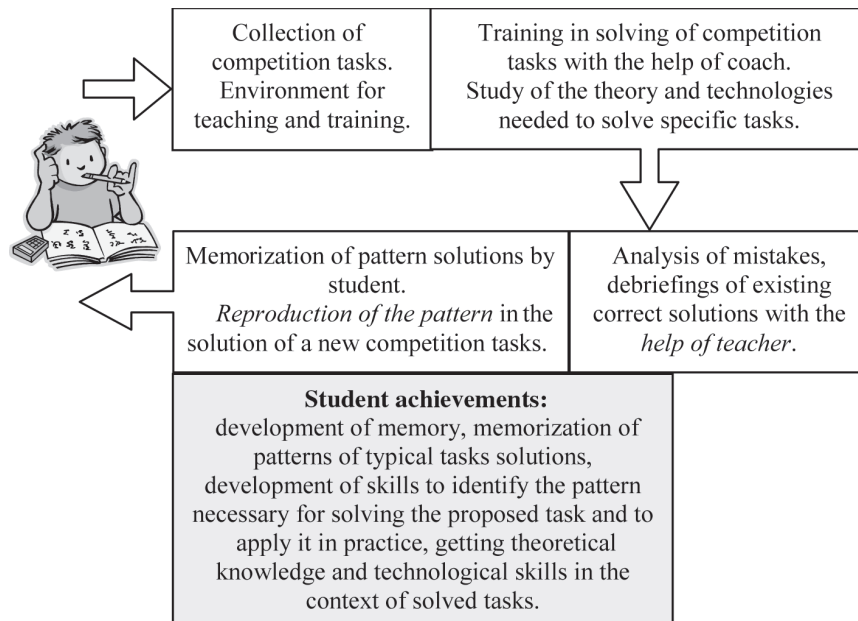 Collection of
competition tasks.
Environment for
teaching and training.
Training in solving of competition
tasks with the help of coach.
Study of the theory and technologies
needed to solve specific tasks.
Memorization of pattern solutions by
student.
Reproduction of the pattern in the
solution of a new competition tasks.
Analysis of mistakes,
debriefings of existing
correct solutions with the
help of teacher.
Student achievements:
development of memory, memorization of
patterns of typical tasks solutions,
development of skills to identify the pattern
necessary for solving the proposed task and to
apply it in practice, getting theoretical
knowledge and technological skills in the
context of solved tasks.